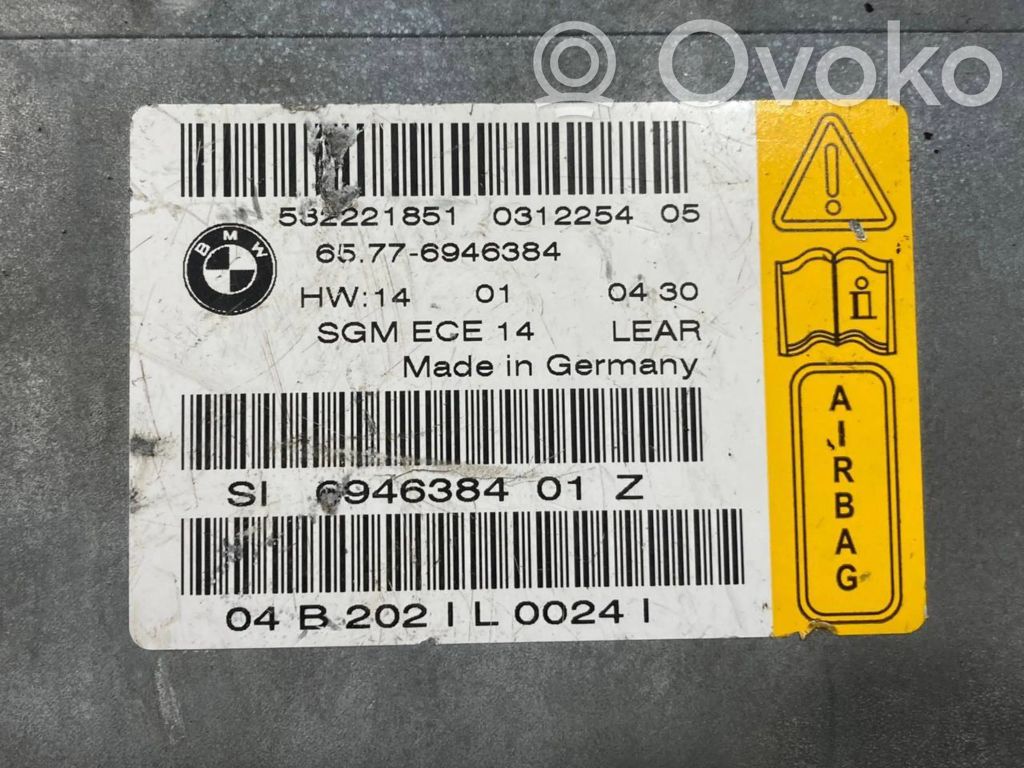 Ovoko
532221851 0312254 05
BMW
65.77-6946384
HW:14 01 04 30
SGM ECE 14 LEAR
Made in Germany
SI 6946384 01 Z
04 B 202 I L 0024 I
i
AIRBAG